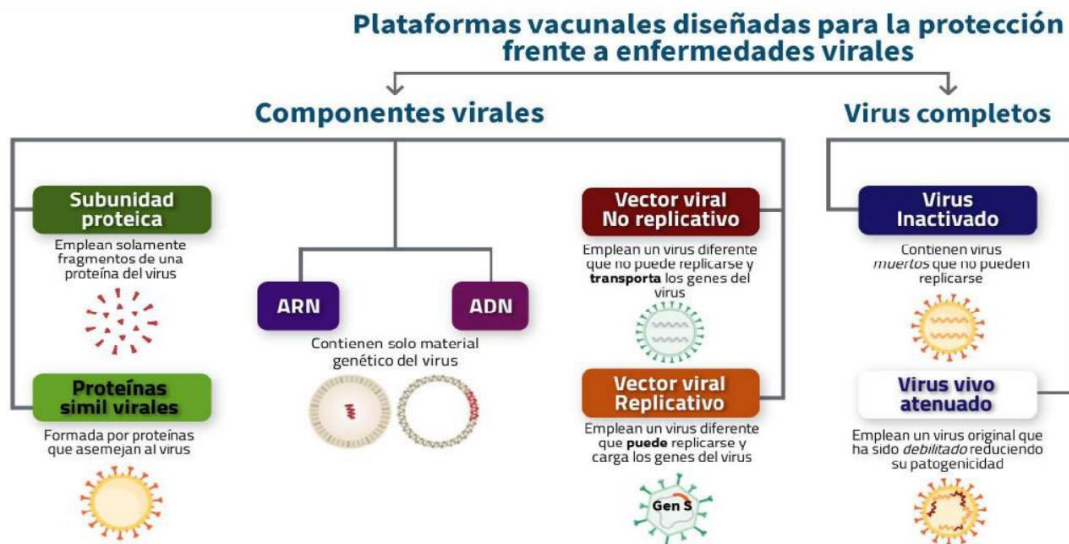 Plataformas vacunales diseñadas para la protección
frente a enfermedades virales
Componentes virales
Virus completos
Subunidad
proteica
Emplean solamente
fragmentos de una
proteína del virus
Proteínas
simil virales
Formada por proteínas
que asemejan al virus
ARN
ADN
Contienen solo material
genético del virus
Vector viral
No replicativo
Emplean un virus diferente
que no puede replicarse y
transporta los genes del
virus
Vector viral
Replicativo
Emplean un virus diferente
que puede replicarse y
carga los genes del virus
Gen S
Virus
Inactivado
Contienen virus
muertos que no pueden
replicarse
Virus vivo
atenuado
Emplean un virus original que
ha sido debilitado reduciendo
su patogenicidad